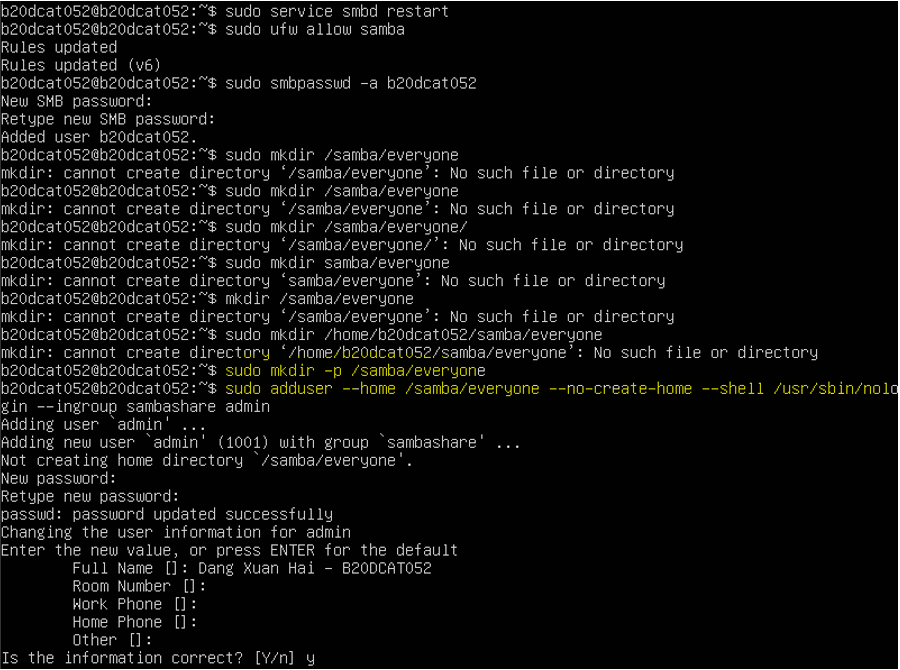 b20dcat052@b20dcat052:~$ sudo service smbd restart
b20dcat052@b20dcat052:~$ sudo ufw allow samba
Rules updated
Rules updated (v6)
b20dcat052@b20dcat052:~$ sudo smbpasswd -a b20dcat052
New SMB password:
Retype new SMB password:
Added user b20dcat052.
b20dcat052@b20dcat052:~$ sudo mkdir /samba/everyone
mkdir: cannot create directory ‘/samba/everyone’: No such file or directory
b20dcat052@b20dcat052:~$ sudo mkdir /samba/everyone
mkdir: cannot create directory ‘/samba/everyone’: No such file or directory
b20dcat052@b20dcat052:~$ sudo mkdir /samba/everyone/
mkdir: cannot create directory ‘/samba/everyone/’: No such file or directory
b20dcat052@b20dcat052:~$ sudo mkdir samba/everyone
mkdir: cannot create directory ‘samba/everyone’: No such file or directory
b20dcat052@b20dcat052:~$ mkdir /samba/everyone
mkdir: cannot create directory ‘/samba/everyone’: No such file or directory
b20dcat052@b20dcat052:~$ sudo mkdir /home/b20dcat052/samba/everyone
mkdir: cannot create directory ‘/home/b20dcat052/samba/everyone’: No such file or directory
b20dcat052@b20dcat052:~$ sudo mkdir -p /samba/everyone
b20dcat052@b20dcat052:~$ sudo adduser --home /samba/everyone --no-create-home --shell /usr/sbin/nolo
gin --ingroup sambashare admin
Adding user `admin' ...
Adding new user `admin' (1001) with group `sambashare' ...
Not creating home directory `/samba/everyone'.
New password:
Retype new password:
passwd: password updated successfully
Changing the user information for admin
Enter the new value, or press ENTER for the default
Full Name []: Dang Xuan Hai - B20DCAT052
Room Number []:
Work Phone []:
Home Phone []:
Other []:
Is the information correct? [Y/n] y